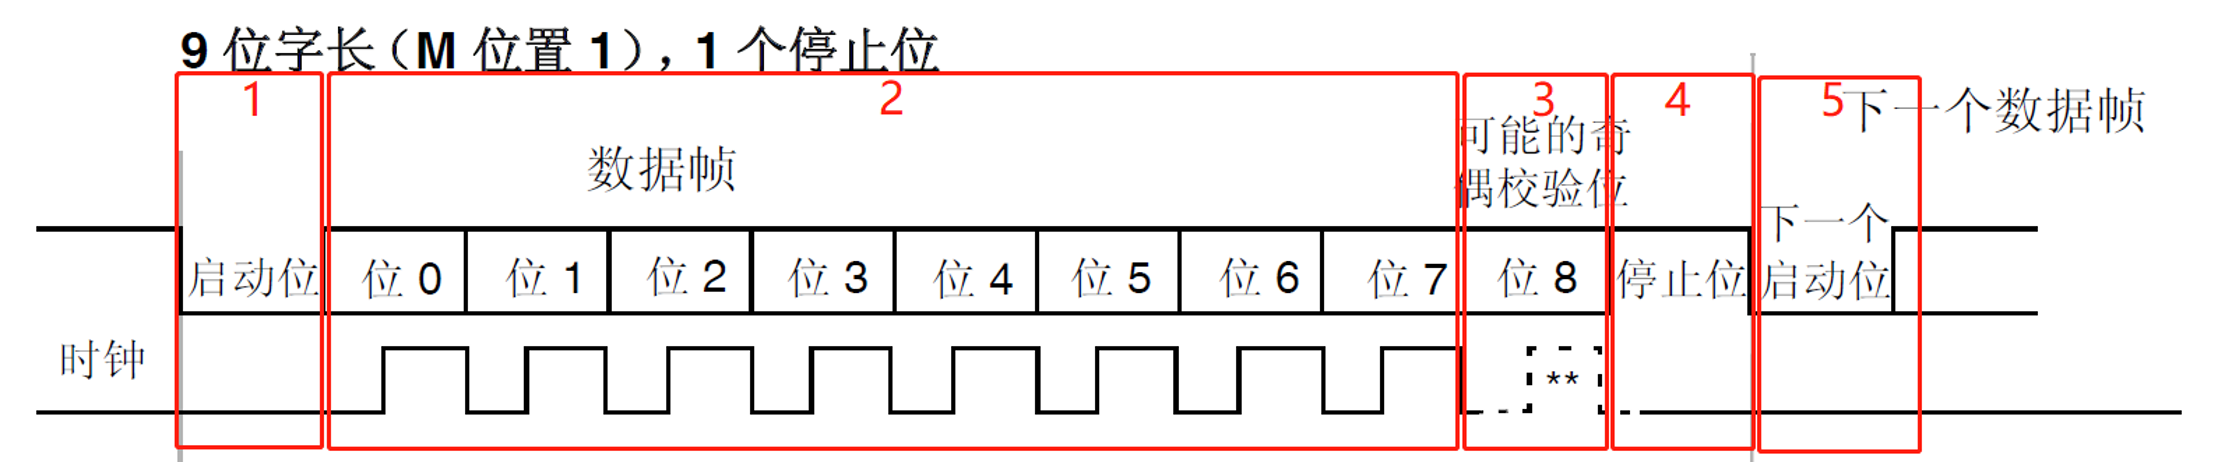 9 位字长（M 位置 1），1 个停止位
1
2
3
4
5
下一个数据帧
数据帧
可能的奇
偶校验位
下一个
启动位
启动位
位 0
位 1
位 2
位 3
位 4
位 5
位 6
位 7
位 8
停止位
时钟
**